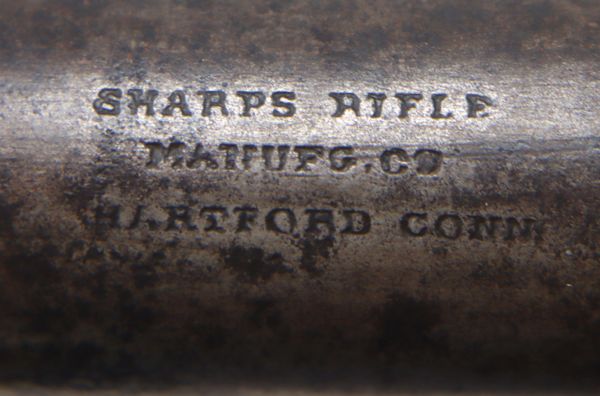 SHARPS RIFLE
MANUFG. CO
HARTFORD CONN.